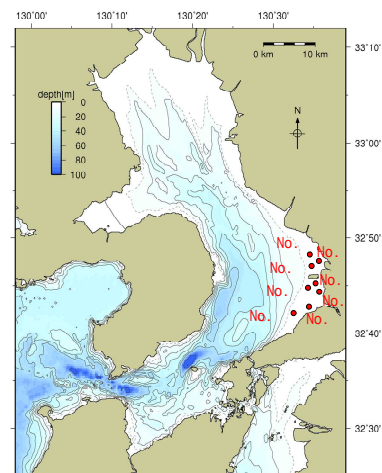 130°00' 130°10' 130°20' 130°30'
33°10'
0 km 10 km
depth[m]
0
20
40
60
80
100
N
33°00'
32°50'
No.
No.
No.
No.
No.
No.
No.
No.
32°40'
32°30'